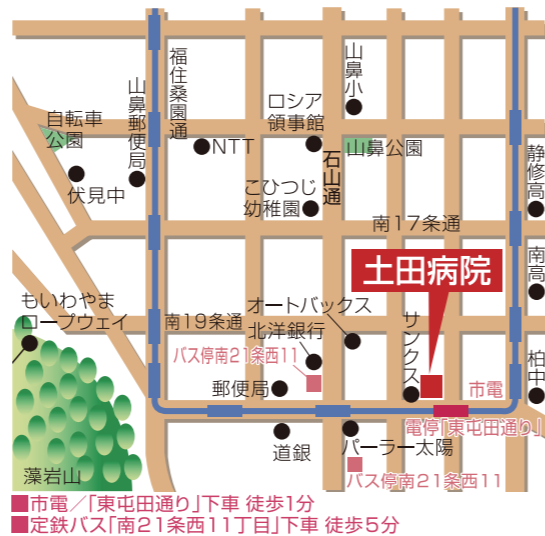 福住桑園通
山鼻小
山鼻郵便局
自転車
公園
ロシア
領事館
NTT
山鼻公園
石山通
静修高
伏見中
こひつじ
幼稚園
南17条通
土田病院
南高
もいわやま
ロープウェイ
南19条通
オートバックス
北洋銀行
サンクス
バス停南21条西11
郵便局
市電
柏中
電停「東屯田通り」
道銀
パーラー太陽
バス停南21条西11
藻岩山
■市電／「東屯田通り」下車 徒歩1分
■定鉄バス「南21条西11丁目」下車 徒歩5分